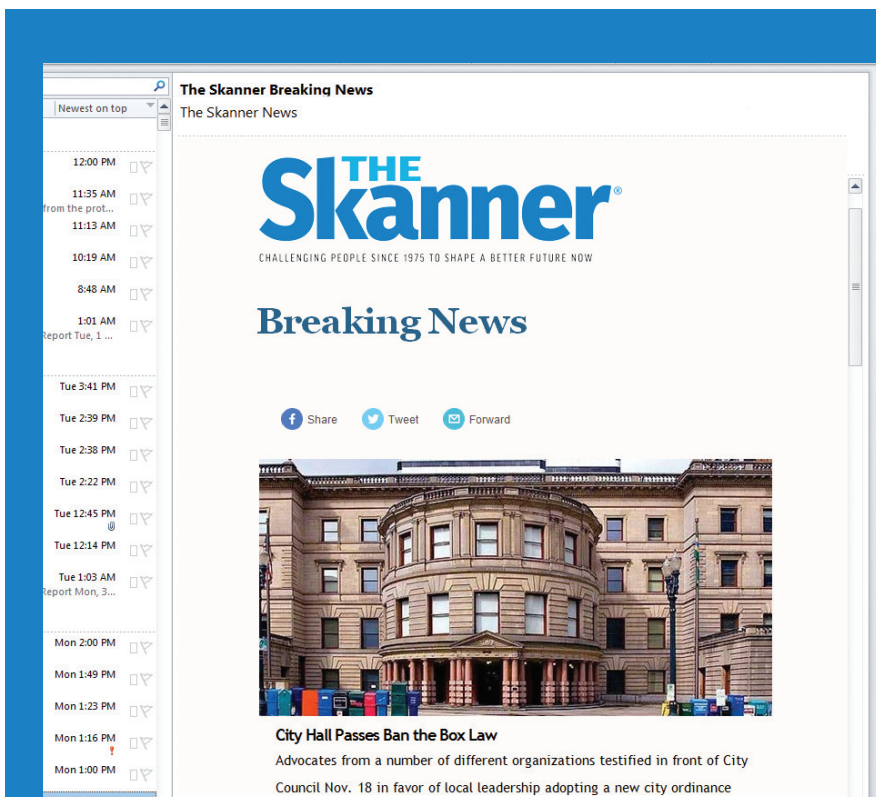 Newest on top
12:00 PM
11:35 AM
from the prot...
11:13 AM
10:19 AM
8:48 AM
1:01 AM
Report Tue, 1 ...
Tue 3:41 PM
Tue 2:39 PM
Tue 2:38 PM
Tue 2:22 PM
Tue 12:45 PM
Tue 12:14 PM
Tue 1:03 AM
Report Mon, 3...
Mon 2:00 PM
Mon 1:49 PM
Mon 1:23 PM
Mon 1:16 PM
Mon 1:00 PM
The Skanner Breaking News
The Skanner News
THE
Skanner®
CHALLENGING PEOPLE SINCE 1975 TO SHAPE A BETTER FUTURE NOW
Breaking News
Share Tweet Forward
City Hall Passes Ban the Box Law
Advocates from a number of different organizations testified in front of City
Council Nov. 18 in favor of local leadership adopting a new city ordinance